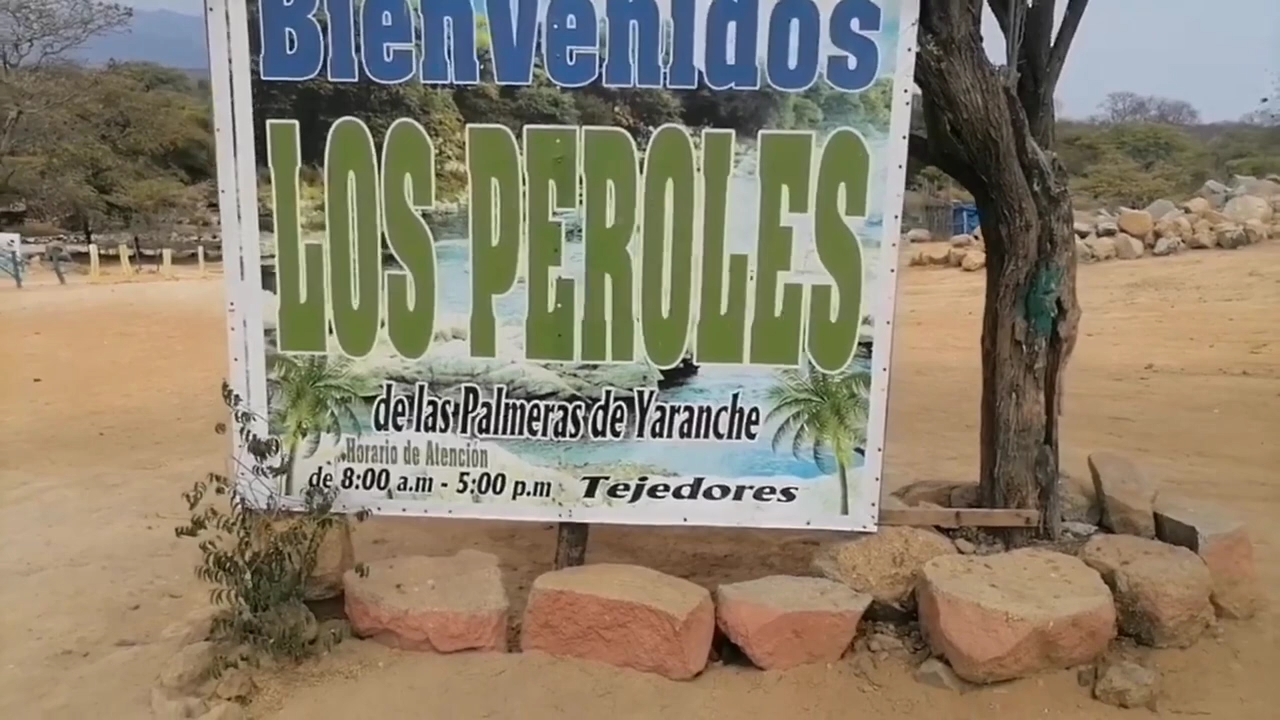 Bienvenidos
LOS PEROLES
de las Palmeras de Yaranche
Horario de Atención
de 8:00 a.m - 5:00 p.m Tejedores